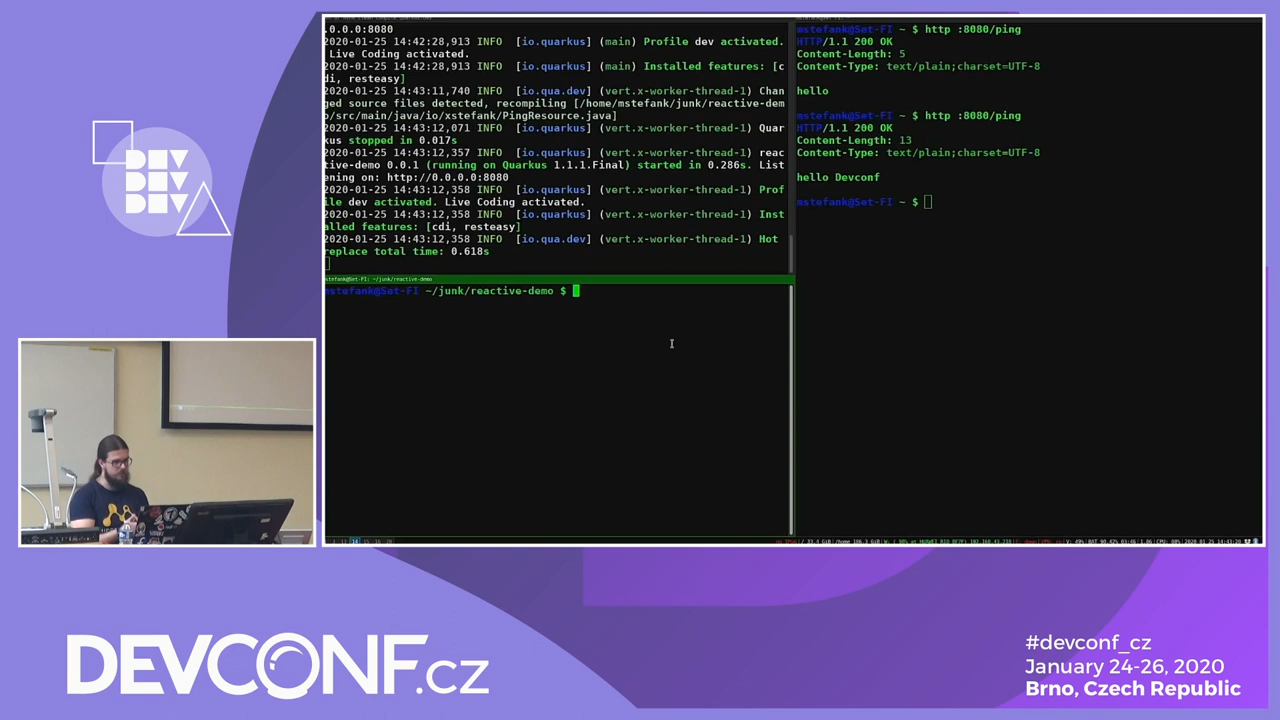 DEV
DEV
DEV
.0.0.0:8080
2020-01-25 14:42:28,913 INFO [io.quarkus] (main) Profile dev activated.
Live Coding activated.
2020-01-25 14:42:28,913 INFO [io.quarkus] (main) Installed features: [c
di, resteasy]
2020-01-25 14:43:11,740 INFO [io.qua.dev] (vert.x-worker-thread-1) Chan
ged source files detected, recompiling [/home/mstefank/junk/reactive-dem
o/src/main/java/io/xstefank/PingResource.java]
2020-01-25 14:43:12,071 INFO [io.quarkus] (vert.x-worker-thread-1) Quar
kus stopped in 0.017s
2020-01-25 14:43:12,357 INFO [io.quarkus] (vert.x-worker-thread-1) reac
tive-demo 0.0.1 (running on Quarkus 1.1.1.Final) started in 0.286s. List
ening on: http://0.0.0.0:8080
2020-01-25 14:43:12,358 INFO [io.quarkus] (vert.x-worker-thread-1) Prof
ile dev activated. Live Coding activated.
2020-01-25 14:43:12,358 INFO [io.quarkus] (vert.x-worker-thread-1) Inst
alled features: [cdi, resteasy]
2020-01-25 14:43:12,358 INFO [io.qua.dev] (vert.x-worker-thread-1) Hot
replace total time: 0.618s
mstefank@Set-FI: ~/junk/reactive-demo
mstefank@Set-FI ~/junk/reactive-demo $
mstefank@Set-FI ~ $ http :8080/ping
HTTP/1.1 200 OK
Content-Length: 5
Content-Type: text/plain;charset=UTF-8
hello
mstefank@Set-FI ~ $ http :8080/ping
HTTP/1.1 200 OK
Content-Length: 13
Content-Type: text/plain;charset=UTF-8
hello Devconf
mstefank@Set-FI ~ $
DEVCONF.cz
#devconf_cz
January 24-26, 2020
Brno, Czech Republic